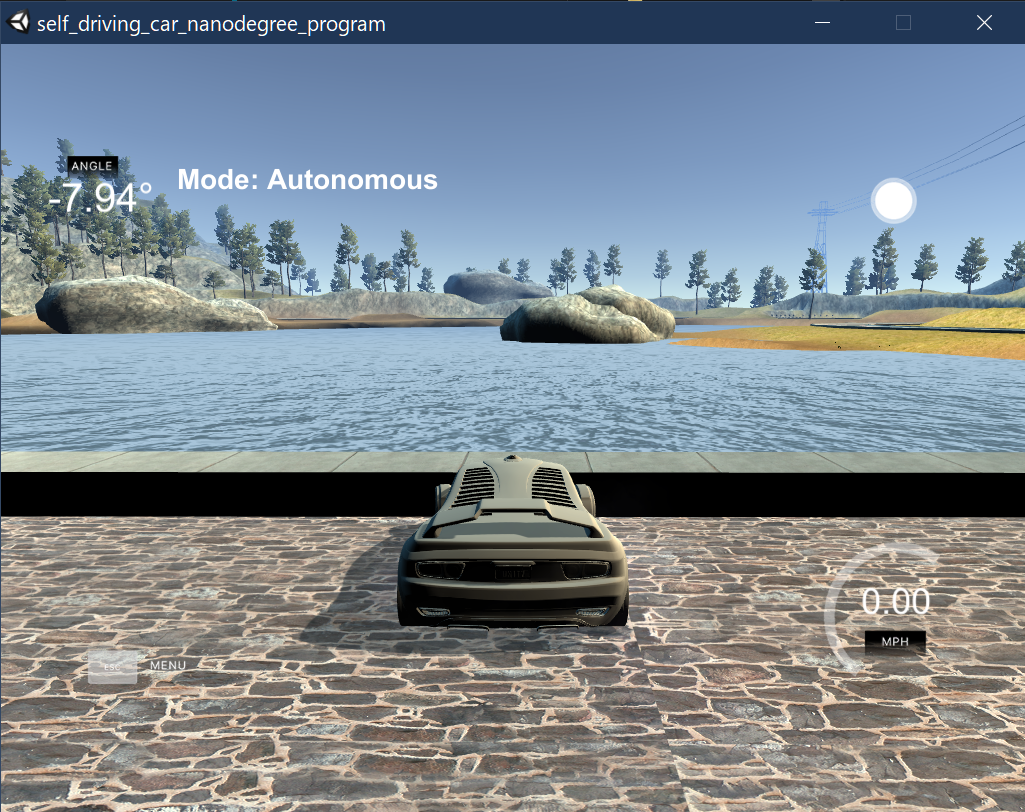 self_driving_car_nanodegree_program
ANGLE
-7.94°
Mode: Autonomous
0.00
MPH
ESC
MENU